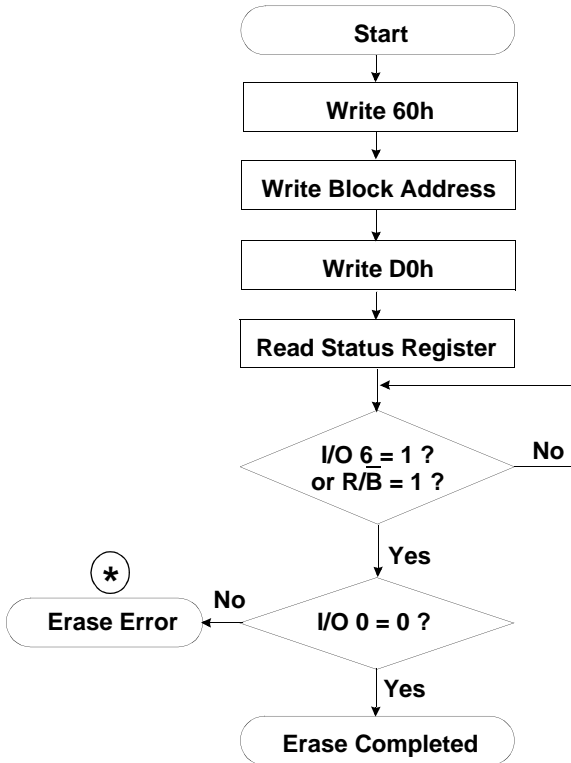 Start
Write 60h
Write Block Address
Write D0h
Read Status Register
I/O 6 = 1 ?
or R/B̅ = 1 ?
No
Yes
*
No
Erase Error
I/O 0 = 0 ?
Yes
Erase Completed